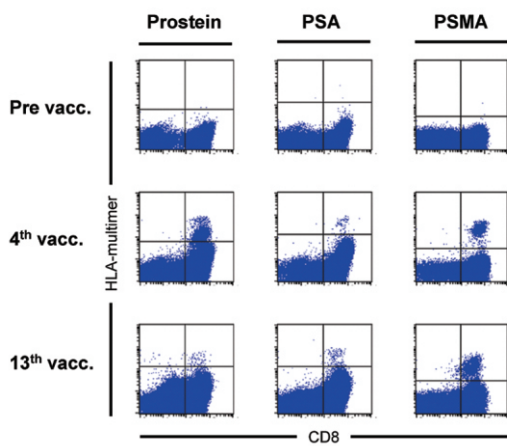 Prostein PSA PSMA
Pre vacc.
4th vacc.
13th vacc.
HLA-multimer
CD8